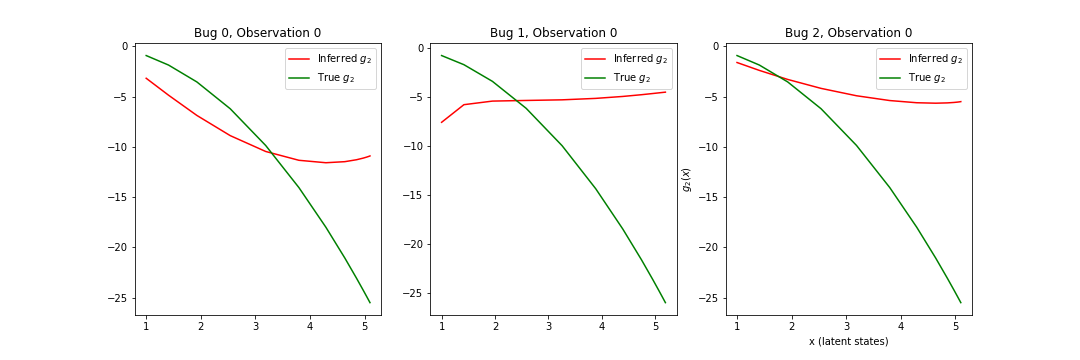 Bug 0, Observation 0
Inferred g₂
True g₂
0
−5
−10
−15
−20
−25
1 2 3 4 5
Bug 1, Observation 0
Inferred g₂
True g₂
0
−5
−10
−15
−20
−25
1 2 3 4 5
Bug 2, Observation 0
Inferred g₂
True g₂
g₂(x)
0
−5
−10
−15
−20
−25
1 2 3 4 5
x (latent states)